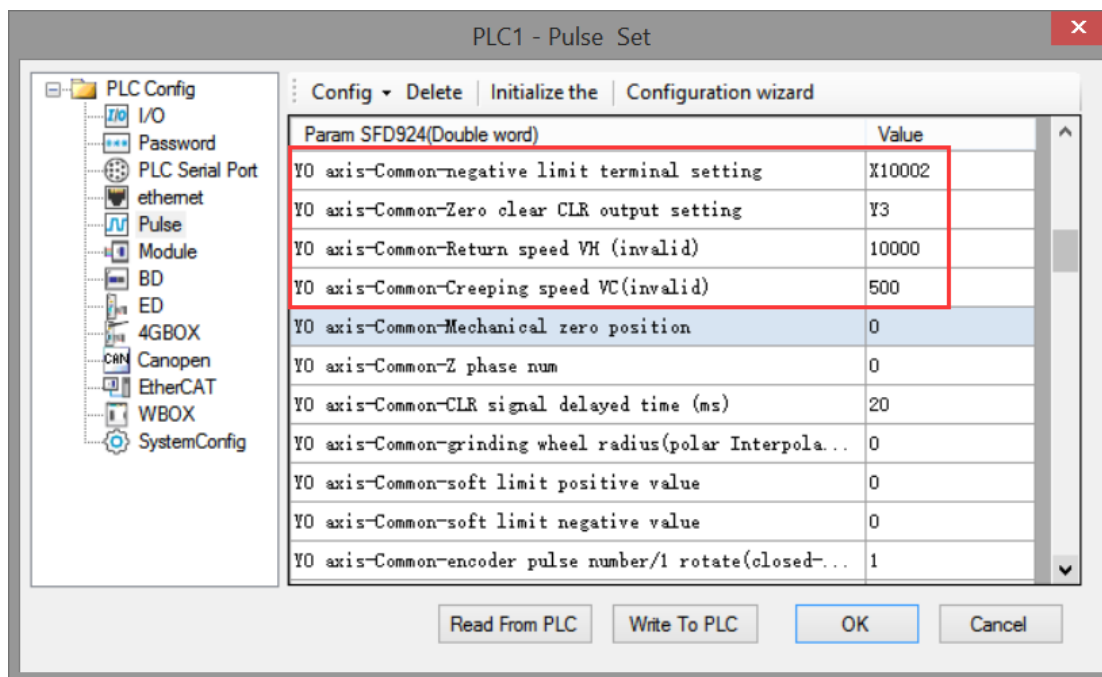 PLC1 - Pulse Set
PLC Config
I/O
I/O
Password
PLC Serial Port
ethernet
Pulse
Module
BD
ED
4GBOX
CAN Canopen
EtherCAT
WBOX
SystemConfig
Config Delete Initialize the Configuration wizard
Param SFD924(Double word) Value
Y0 axis-Common-negative limit terminal setting X10002
Y0 axis-Common-Zero clear CLR output setting Y3
Y0 axis-Common-Return speed VH (invalid) 10000
Y0 axis-Common-Creeping speed VC(invalid) 500
Y0 axis-Common-Mechanical zero position 0
Y0 axis-Common-Z phase num 0
Y0 axis-Common-CLR signal delayed time (ms) 20
Y0 axis-Common-grinding wheel radius(polar Interpola... 0
Y0 axis-Common-soft limit positive value 0
Y0 axis-Common-soft limit negative value 0
Y0 axis-Common-encoder pulse number/1 rotate(closed-... 1
Read From PLC Write To PLC OK Cancel